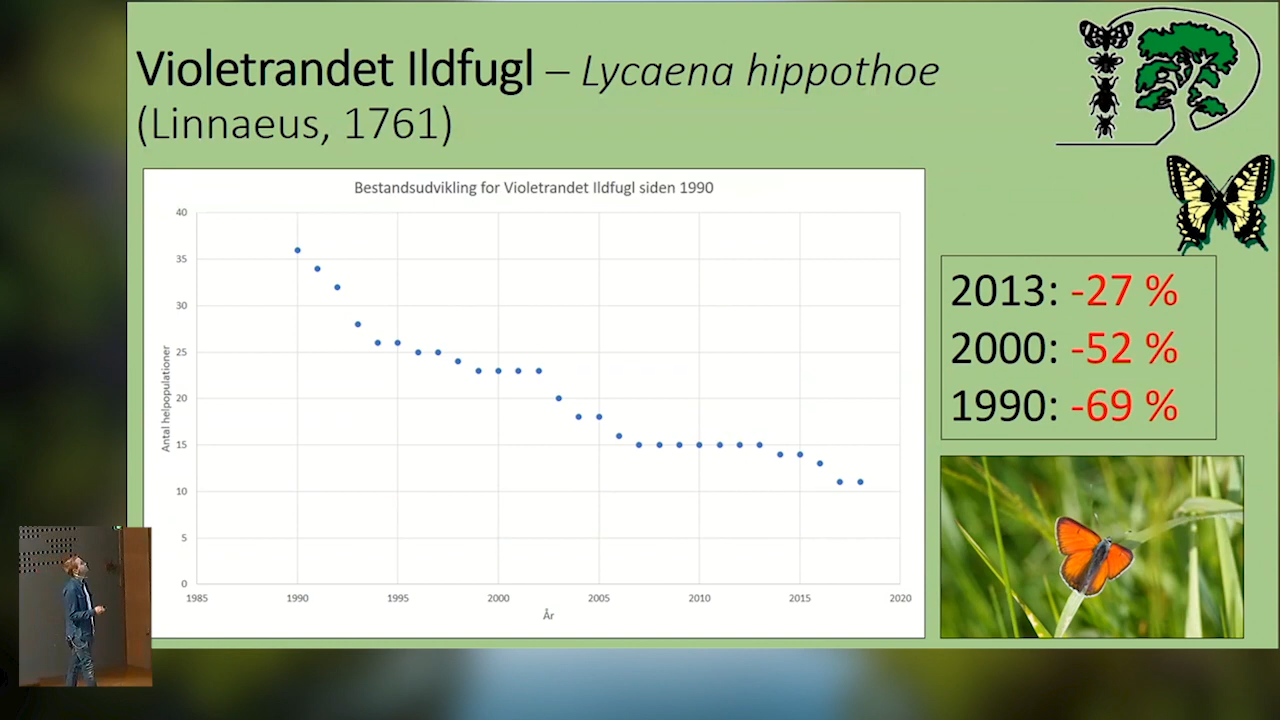 Violetrandet Ildfugl – Lycaena hippothoe
(Linnaeus, 1761)
Bestandsudvikling for Violetrandet Ildfugl siden 1990
40
35
30
25
20
15
10
5
0
Antal helpopulationer
1985 1990 1995 2000 2005 2010 2015 2020
År
2013: -27 %
2000: -52 %
1990: -69 %